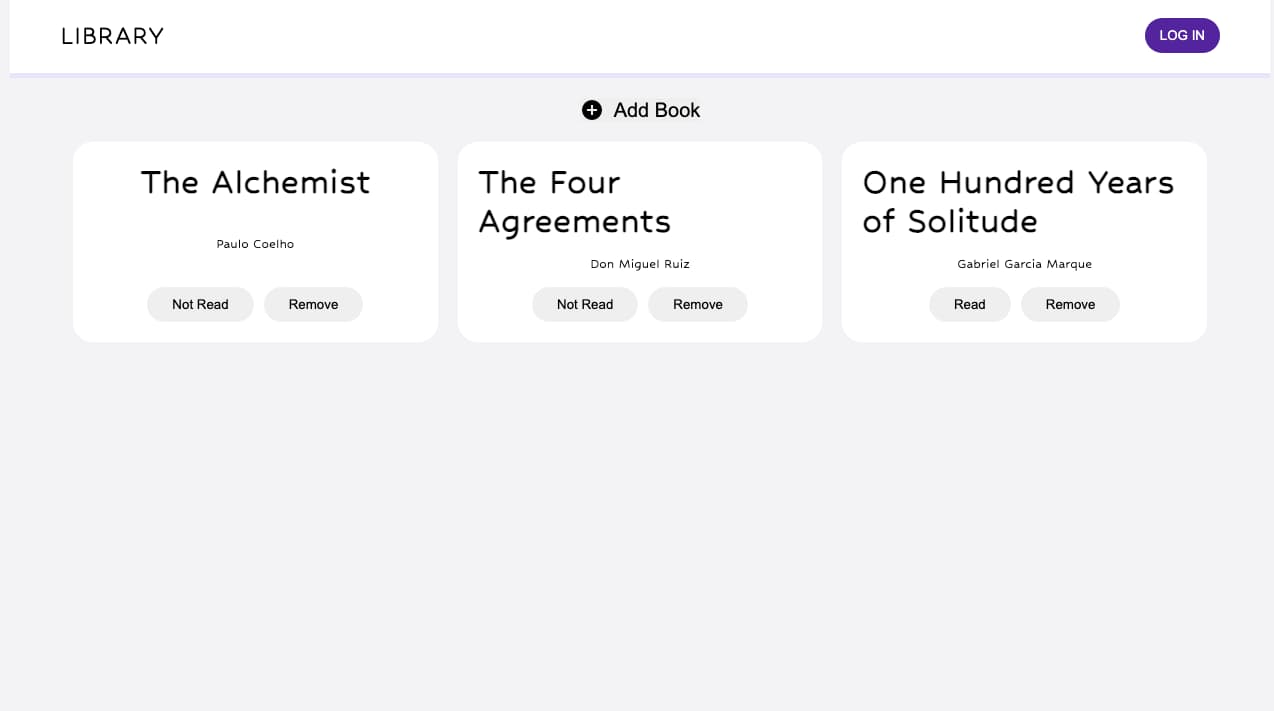 LIBRARY
LOG IN
Add Book
The Alchemist
Paulo Coelho
Not Read
Remove
The Four
Agreements
Don Miguel Ruiz
Not Read
Remove
One Hundred Years
of Solitude
Gabriel Garcia Marque
Read
Remove